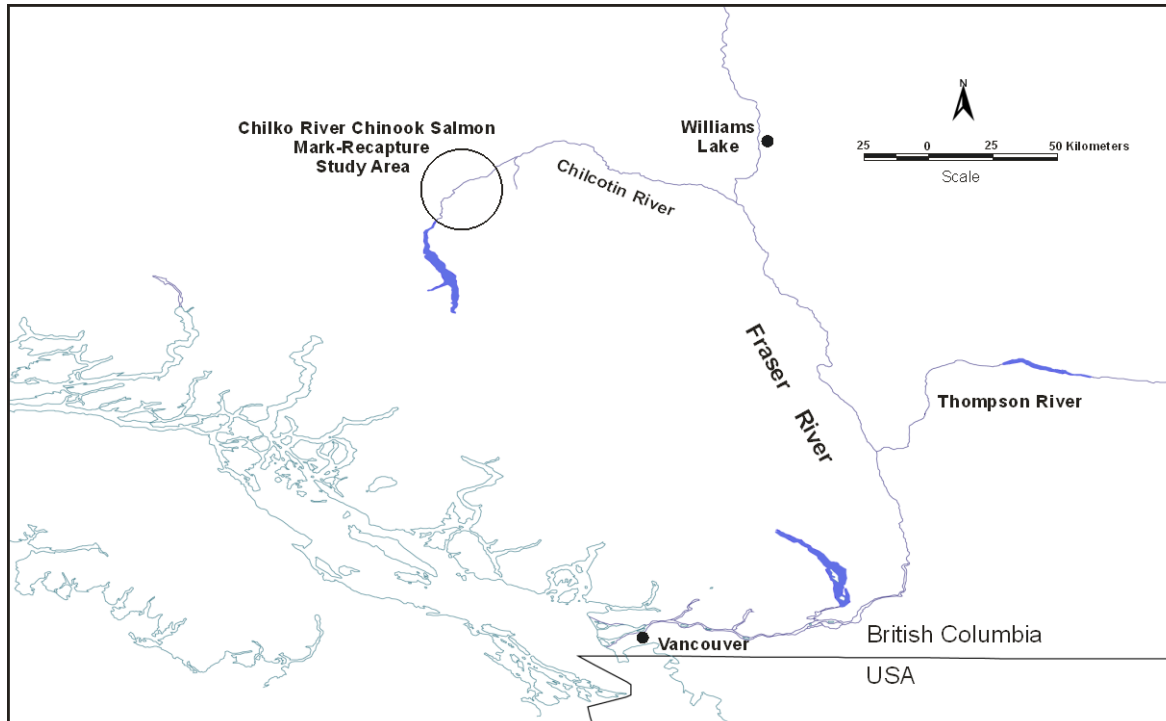 N
Chilko River Chinook Salmon
Mark-Recapture
Study Area
Williams
Lake
25 0 25 50 Kilometers
Scale
Chilcotin River
Fraser River
Thompson River
British Columbia
Vancouver
USA